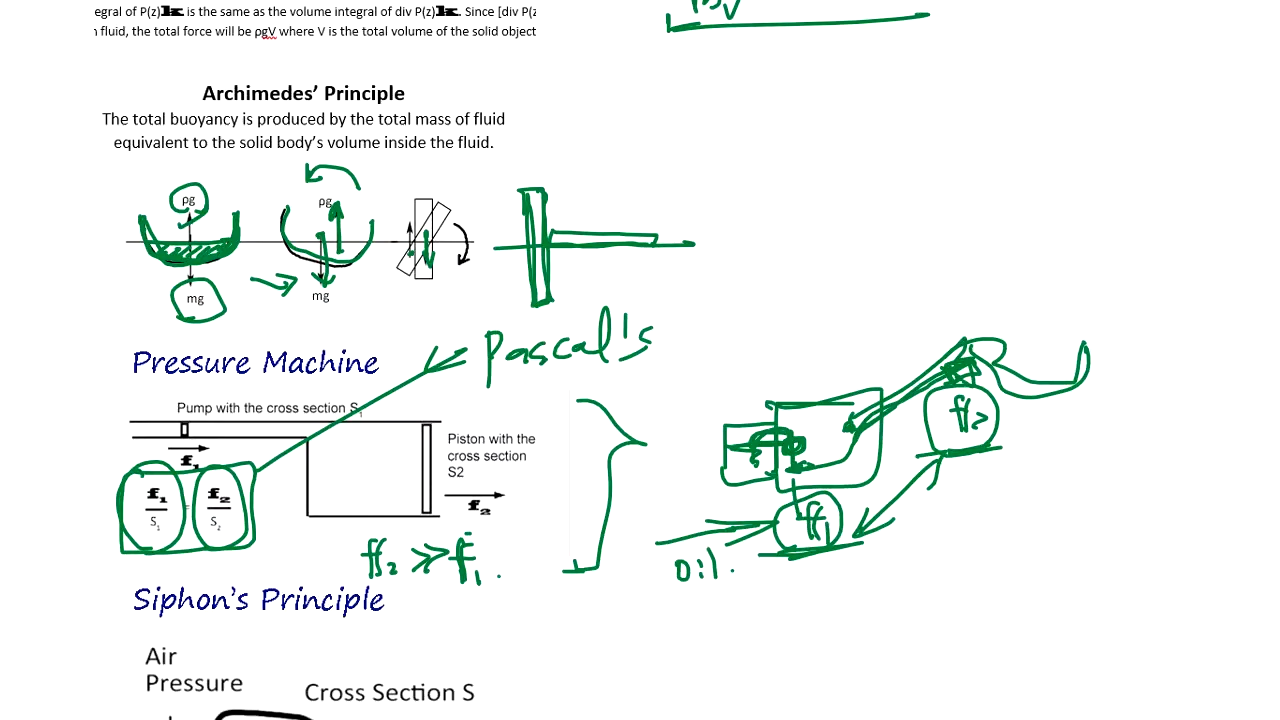 egral of P(z)k is the same as the volume integral of div P(z)k. Since [div P(z
fluid, the total force will be ρgV where V is the total volume of the solid object
Archimedes’ Principle
The total buoyancy is produced by the total mass of fluid
equivalent to the solid body’s volume inside the fluid.
ρg
ρg
mg
mg
Pascal's
Pressure Machine
Pump with the cross section S₁
Piston with the
cross section
S2
f₁
f₁
S₁
=
f₂
S₂
f₂
ff₂ ≫ f₁.
ff₂
ff₁
oil.
Siphon’s Principle
Air
Pressure
Cross Section S